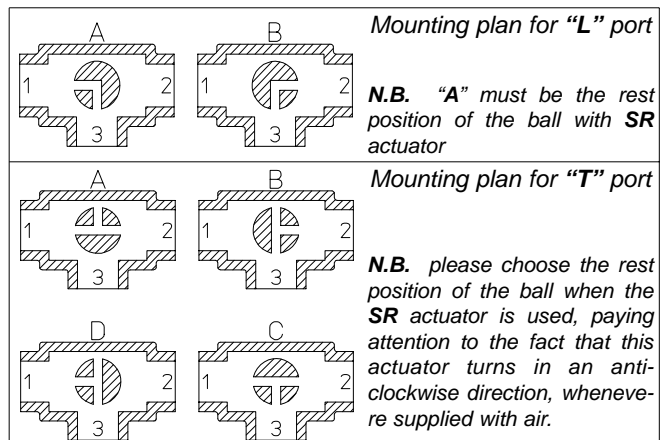 A
B
1
2
3
1
2
3
Mounting plan for “L” port
N.B. “A” must be the rest
position of the ball with SR
actuator
A
B
1
2
3
1
2
3
D
C
1
2
3
1
2
3
Mounting plan for “T” port
N.B. please choose the rest
position of the ball when the
SR actuator is used, paying
attention to the fact that this
actuator turns in an anti-
clockwise direction, wheneve-
re supplied with air.